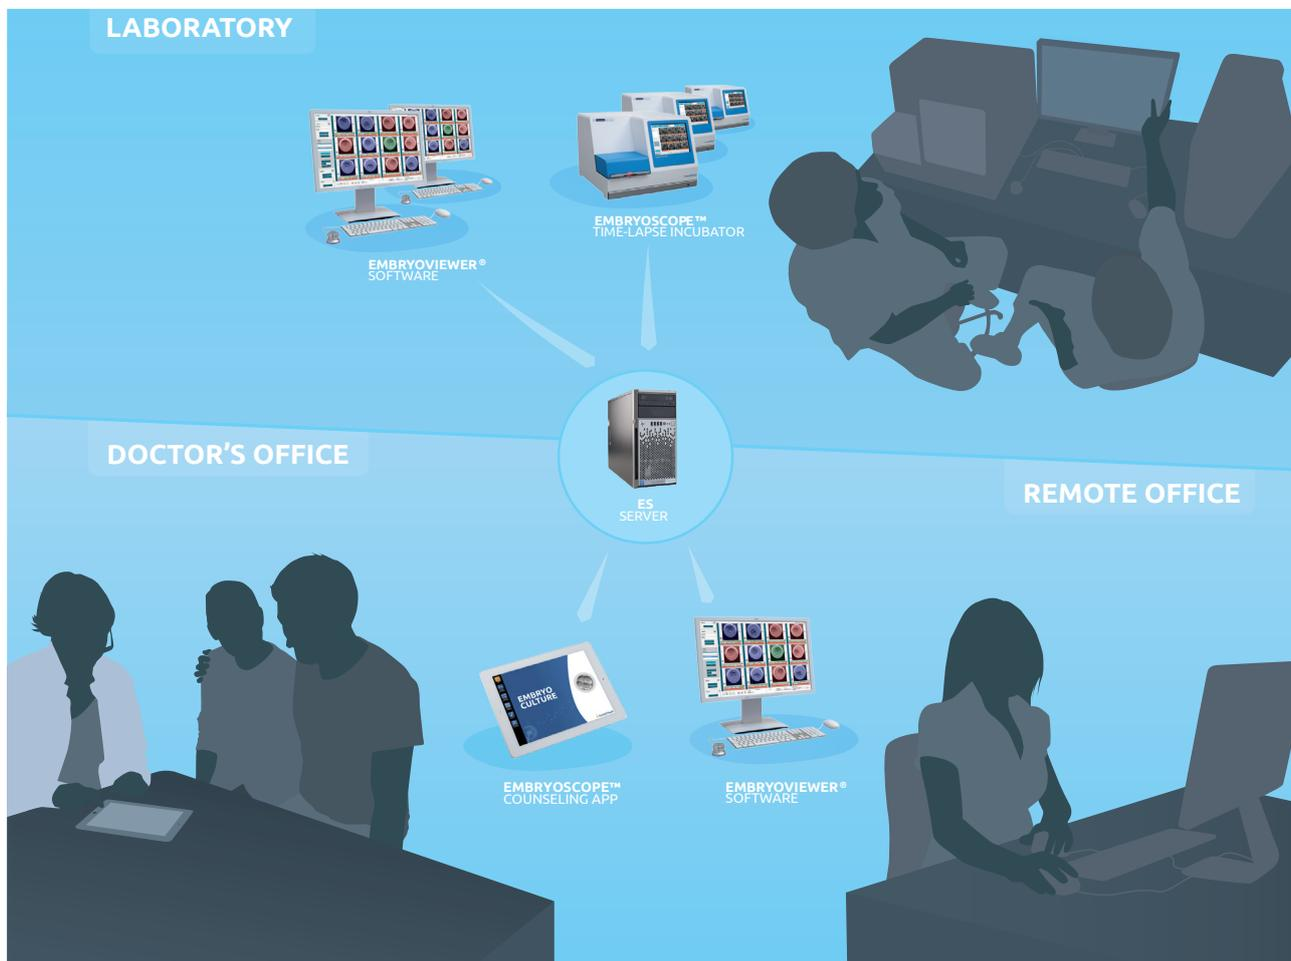 LABORATORY
EMBRYOVIEWER®
SOFTWARE
EMBRYOSCOPE™
TIME-LAPSE INCUBATOR
ES
SERVER
DOCTOR’S OFFICE
REMOTE OFFICE
EMBRYO
CULTURE
EMBRYOSCOPE™
COUNSELING APP
EMBRYOVIEWER®
SOFTWARE